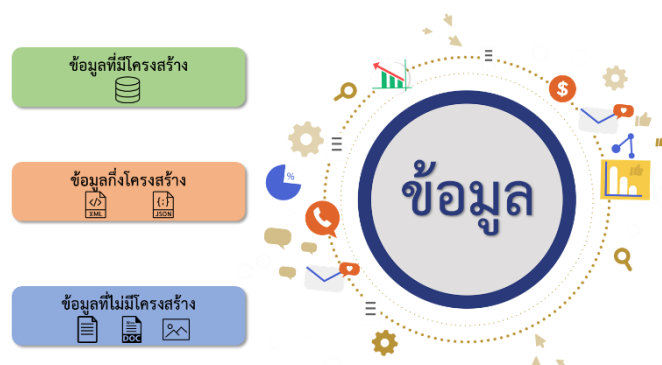 ข้อมูลที่มีโครงสร้าง
ข้อมูลกึ่งโครงสร้าง
</>
XML
{:}
JSON
ข้อมูลที่ไม่มีโครงสร้าง
DOC
ข้อมูล
$
%